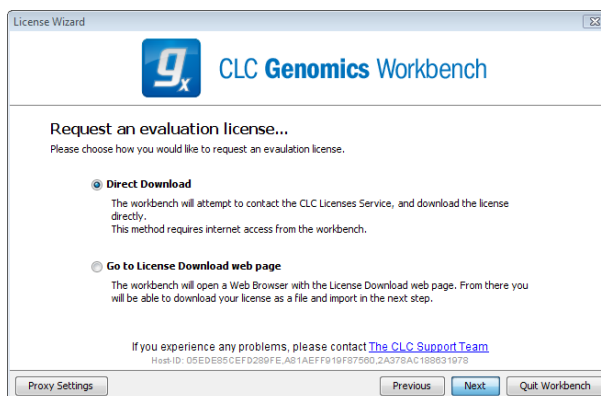 License Wizard
gx CLC Genomics Workbench
Request an evaluation license...
Please choose how you would like to request an evaulation license.
Direct Download
The workbench will attempt to contact the CLC Licenses Service, and download the license
directly.
This method requires internet access from the workbench.
Go to License Download web page
The workbench will open a Web Browser with the License Download web page. From there you
will be able to download your license as a file and import in the next step.
If you experience any problems, please contact The CLC Support Team
Host-ID: 05EDE85CEFD289FE,A81AEFF919F87560,2A378AC188631978
Proxy Settings Previous Next Quit Workbench